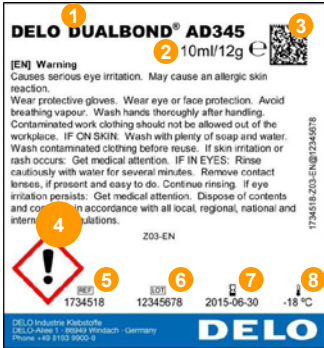 1
DELO DUALBOND® AD345
3
2 10ml/12g ℮
[EN] Warning
Causes serious eye irritation. May cause an allergic skin
reaction.
Wear protective gloves. Wear eye or face protection. Avoid
breathing vapour. Wash hands thoroughly after handling.
Contaminated work clothing should not be allowed out of the
workplace. IF ON SKIN: Wash with plenty of soap and water.
Wash contaminated clothing before reuse. If skin irritation or
rash occurs: Get medical attention. IF IN EYES: Rinse
cautiously with water for several minutes. Remove contact
lenses, if present and easy to do. Continue rinsing. If eye
irritation persists: Get medical attention. Dispose of contents
and in accordance with all local, regional, national and
4
Z03-EN
1734518-Z03-EN@12345678
5 6 7 8
REF LOT
1734518 12345678 2015-06-30 -18 °C
DELO Industrie Klebstoffe
DELO-Allee 1 - 86949 Windach - Germany
Phone +49 8193 9900-0
DELO